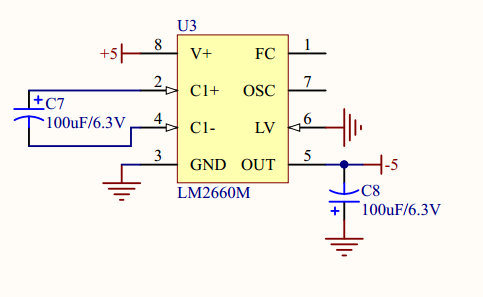 U3
+5 8 V+ FC 1
2 C1+ OSC 7
+ C7
100uF/6.3V
4 C1- LV 6
3 GND OUT 5 -5
LM2660M
C8
+ 100uF/6.3V